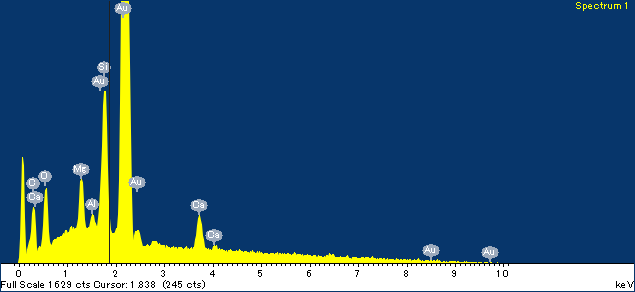 Spectrum 1
Au
Si
Au
Mg
O
C
Ca
Au
Al
Ca
Ca
Au
Au
0 1 2 3 4 5 6 7 8 9 10
Full Scale 1629 cts Cursor: 1.838 (245 cts) keV